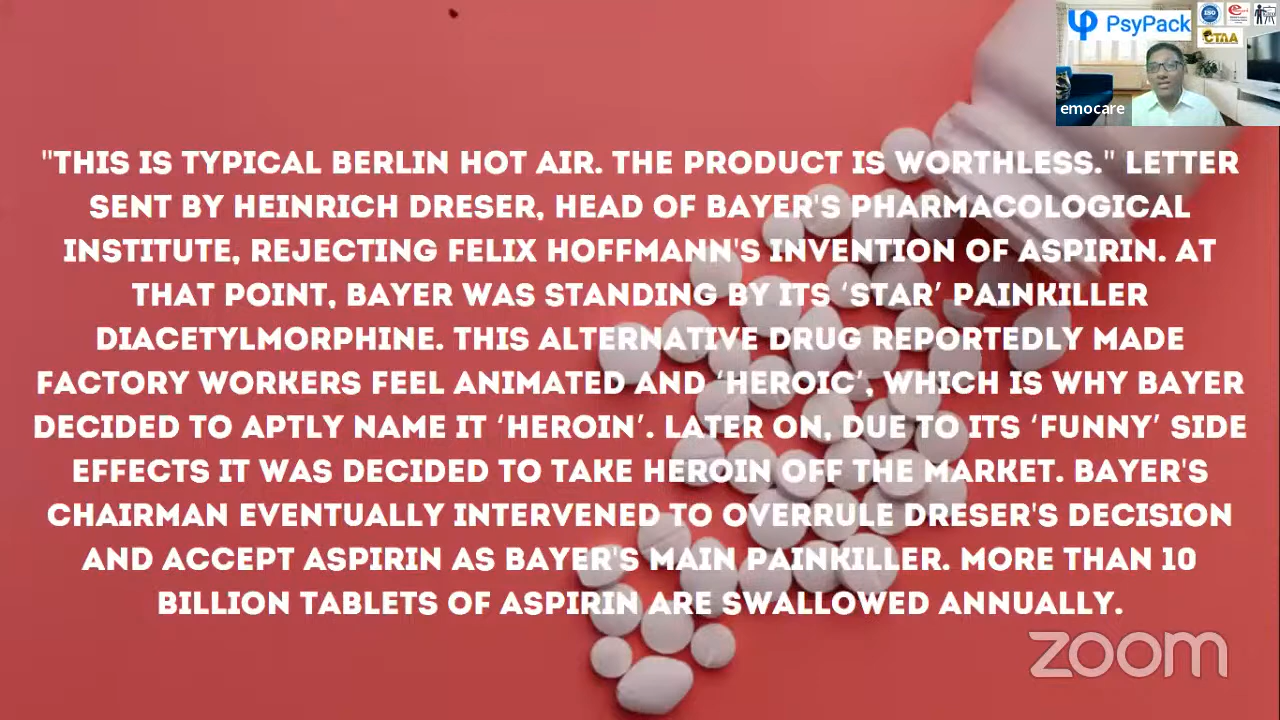 PsyPack
ISO
CTAA
emocare
"THIS IS TYPICAL BERLIN HOT AIR. THE PRODUCT IS WORTHLESS." LETTER
SENT BY HEINRICH DRESER, HEAD OF BAYER'S PHARMACOLOGICAL
INSTITUTE, REJECTING FELIX HOFFMANN'S INVENTION OF ASPIRIN. AT
THAT POINT, BAYER WAS STANDING BY ITS ‘STAR’ PAINKILLER
DIACETYLMORPHINE. THIS ALTERNATIVE DRUG REPORTEDLY MADE
FACTORY WORKERS FEEL ANIMATED AND ‘HEROIC’, WHICH IS WHY BAYER
DECIDED TO APTLY NAME IT ‘HEROIN’. LATER ON, DUE TO ITS ‘FUNNY’ SIDE
EFFECTS IT WAS DECIDED TO TAKE HEROIN OFF THE MARKET. BAYER'S
CHAIRMAN EVENTUALLY INTERVENED TO OVERRULE DRESER'S DECISION
AND ACCEPT ASPIRIN AS BAYER'S MAIN PAINKILLER. MORE THAN 10
BILLION TABLETS OF ASPIRIN ARE SWALLOWED ANNUALLY.
zoom